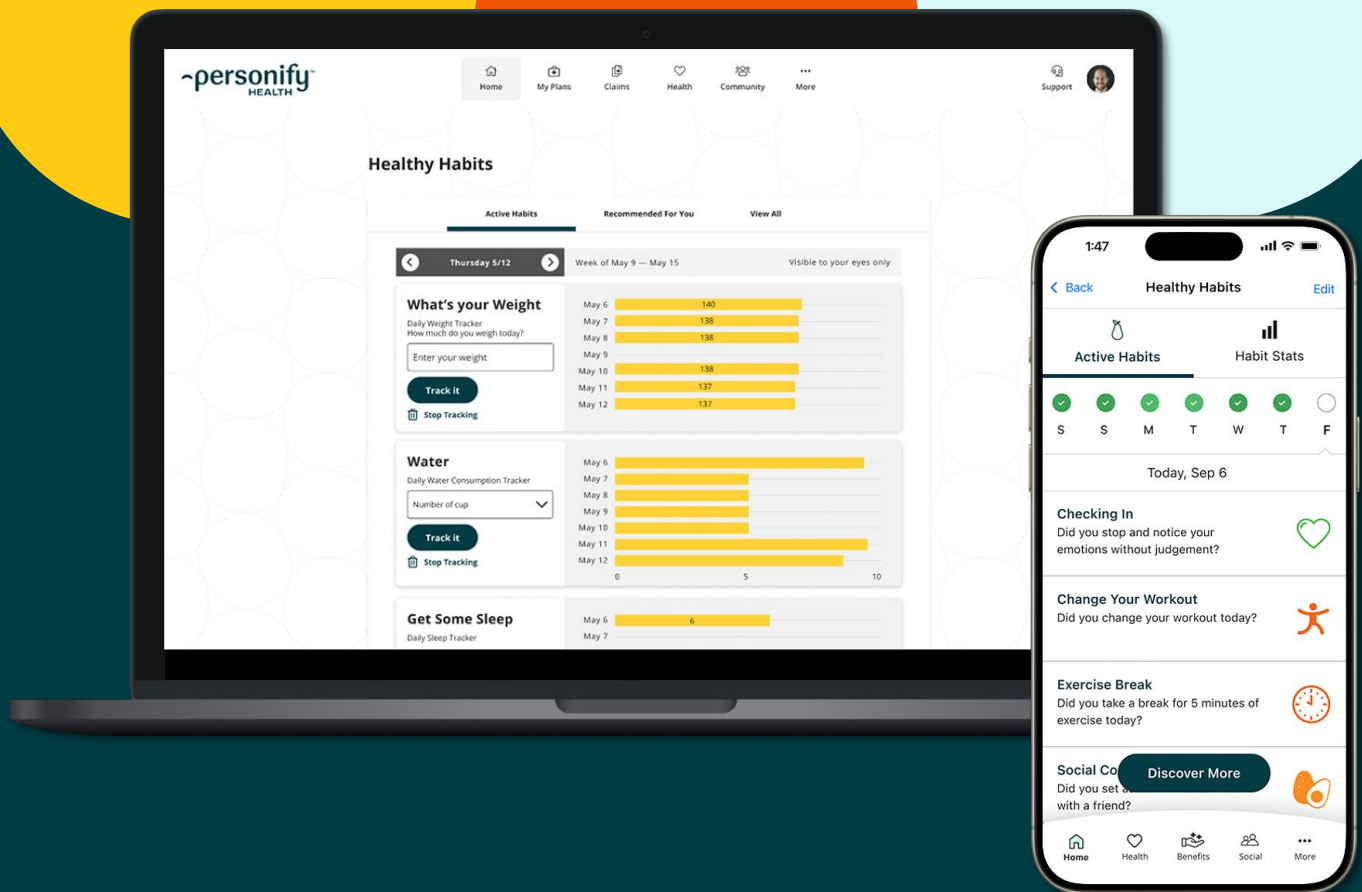 ~personify™
HEALTH
Home
My Plans
Claims
Health
Community
More
Support
Healthy Habits
Active Habits
Recommended For You
View All
Thursday 5/12
Week of May 9 — May 15
Visible to your eyes only
What's your Weight
Daily Weight Tracker
How much do you weigh today?
Enter your weight
Track it
Stop Tracking
May 6 140
May 7 138
May 8 138
May 9
May 10 138
May 11 137
May 12 137
Water
Daily Water Consumption Tracker
Number of cup
Track it
Stop Tracking
May 6
May 7
May 8
May 9
May 10
May 11
May 12
0 5 10
Get Some Sleep
Daily Sleep Tracker
May 6 6
May 7
1:47
Back
Healthy Habits
Edit
Active Habits
Habit Stats
S S M T W T F
Today, Sep 6
Checking In
Did you stop and notice your
emotions without judgement?
Change Your Workout
Did you change your workout today?
Exercise Break
Did you take a break for 5 minutes of
exercise today?
Social Co
Did you set a
with a friend?
Discover More
Home
Health
Benefits
Social
More